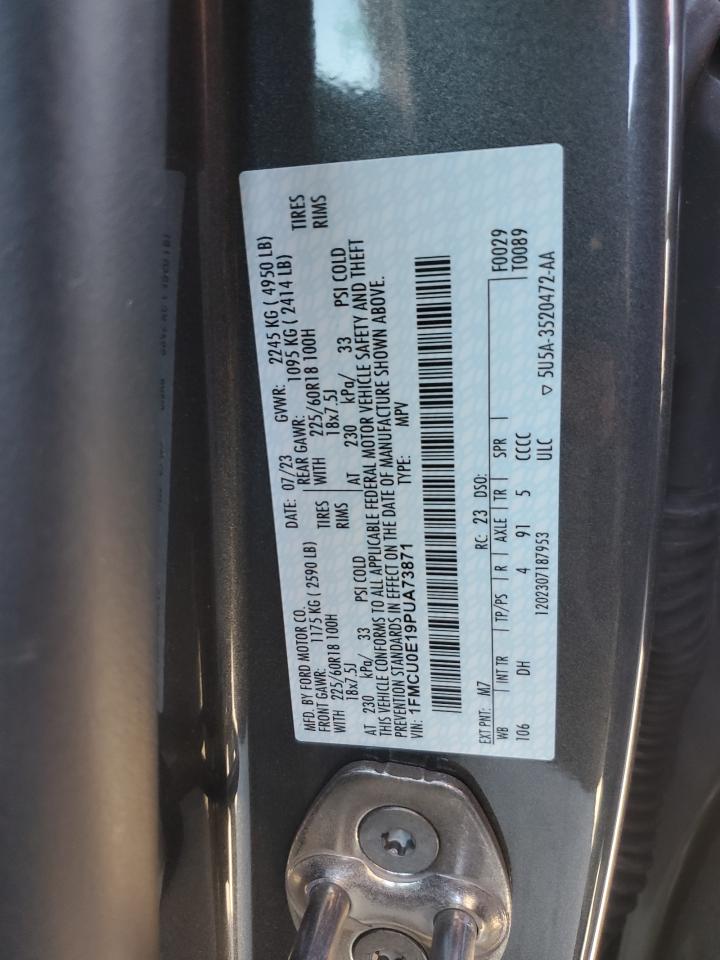 MFD. BY FORD MOTOR CO.
DATE: 07/23 GVWR: 2245 KG ( 4950 LB)
FRONT GAWR: 1175 KG ( 2590 LB) REAR GAWR: 1095 KG ( 2414 LB)
WITH 225/60R18 100H TIRES WITH 225/60R18 100H TIRES
18x7.5J RIMS 18x7.5J RIMS
AT 230 kPa/ 33 PSI COLD AT 230 kPa/ 33 PSI COLD
THIS VEHICLE CONFORMS TO ALL APPLICABLE FEDERAL MOTOR VEHICLE SAFETY AND THEFT
PREVENTION STANDARDS IN EFFECT ON THE DATE OF MANUFACTURE SHOWN ABOVE.
VIN: 1FMCU0E19PUA73871 TYPE: MPV
EXT PNT: M7 RC: 23 DSO: F0029
WB INT TR TP/PS R AXLE TR SPR T0089
106 DH 4 91 5 CCCC
1202307187953 ULC ▽ 5U5A-3520472-AA